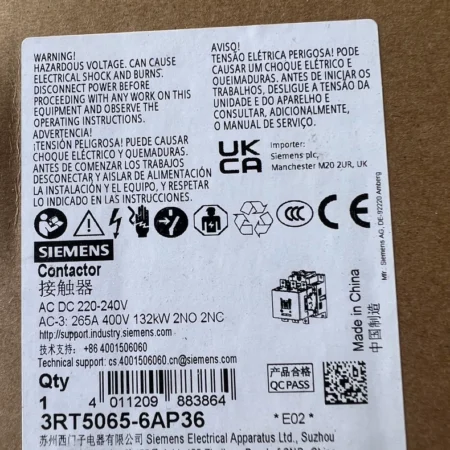 WARNING!
HAZARDOUS VOLTAGE. CAN CAUSE
ELECTRICAL SHOCK AND BURNS.
DISCONNECT POWER BEFORE
PROCEEDING WITH ANY WORK ON THIS
EQUIPMENT AND OBSERVE THE
OPERATING INSTRUCTIONS.
ADVERTENCIA!
¡TENSIÓN PELIGROSA! PUEDE CAUSAR
CHOQUE ELÉCTRICO Y QUEMADURAS.
ANTES DE COMENZAR LOS TRABAJOS
DESCONECTAR Y AISLAR DE ALIMENTACIÓN
LA INSTALACIÓN Y EL EQUIPO, Y RESPETAR
LO INDICADO EN LAS INSTRUCCIONES.
AVISO!
TENSÃO ELÉTRICA PERIGOSA! PODE
CAUSAR UM CHOQUE ELÉTRICO E
QUEIMADURAS. ANTES DE INICIAR OS
TRABALHOS, DESLIGUE A TENSÃO DA
UNIDADE E DO APARELHO E
CONSULTAR, ADICIONALMENTE,
O MANUAL DE SERVIÇO.
UK
CA
Importer:
Siemens plc,
Manchester M20 2UR, UK
CCC
CE
Mfr. Siemens AG, DE-92220 Amberg
SIEMENS
Contactor
接触器
AC DC 220-240V
AC-3: 265A 400V 132kW 2NO 2NC
http://support.industry.siemens.com
技术支持: +86 4001506060
Technical support: cs.4001506060.cn@siemens.com
Made in China
中国制造
Qty
1
4 011209 883864
产品合格
QC PASS
3RT5065-6AP36
*E02*
苏州西门子电器有限公司 Siemens Electrical Apparatus Ltd., Suzhou